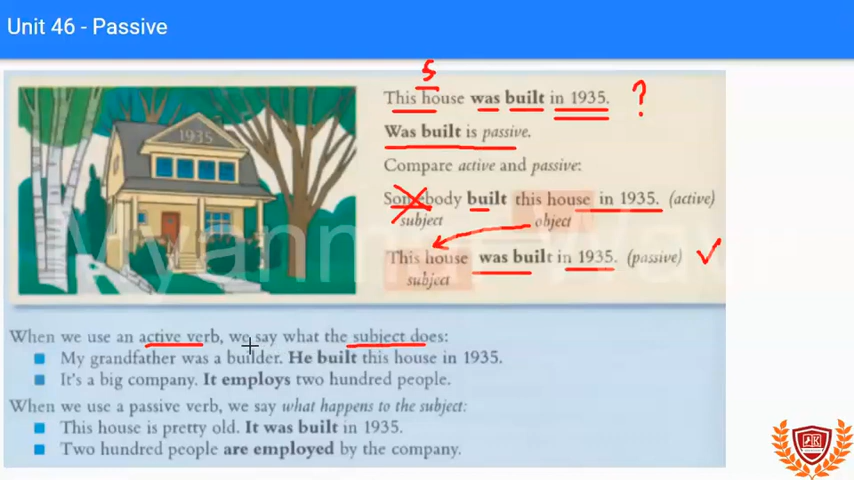 Unit 46 - Passive
1935
S
This house was built in 1935. ?
Was built is passive.
Compare active and passive:
Somebody built this house in 1935. (active)
subject object
This house was built in 1935. (passive)
subject
When we use an active verb, we say what the subject does:
My grandfather was a builder. He built this house in 1935.
It's a big company. It employs two hundred people.
When we use a passive verb, we say what happens to the subject:
This house is pretty old. It was built in 1935.
Two hundred people are employed by the company.